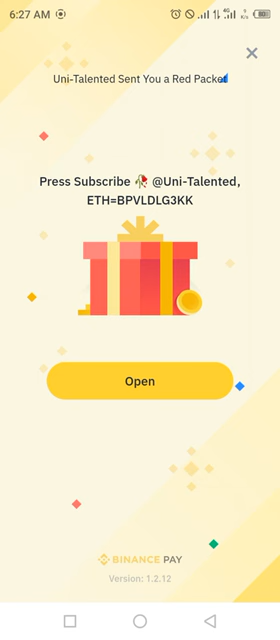 6:27 AM
Uni-Talented Sent You a Red Packet
Press Subscribe 🥀 @Uni-Talented,
ETH=BPVLDLG3KK
Open
BINANCE PAY
Version: 1.2.12